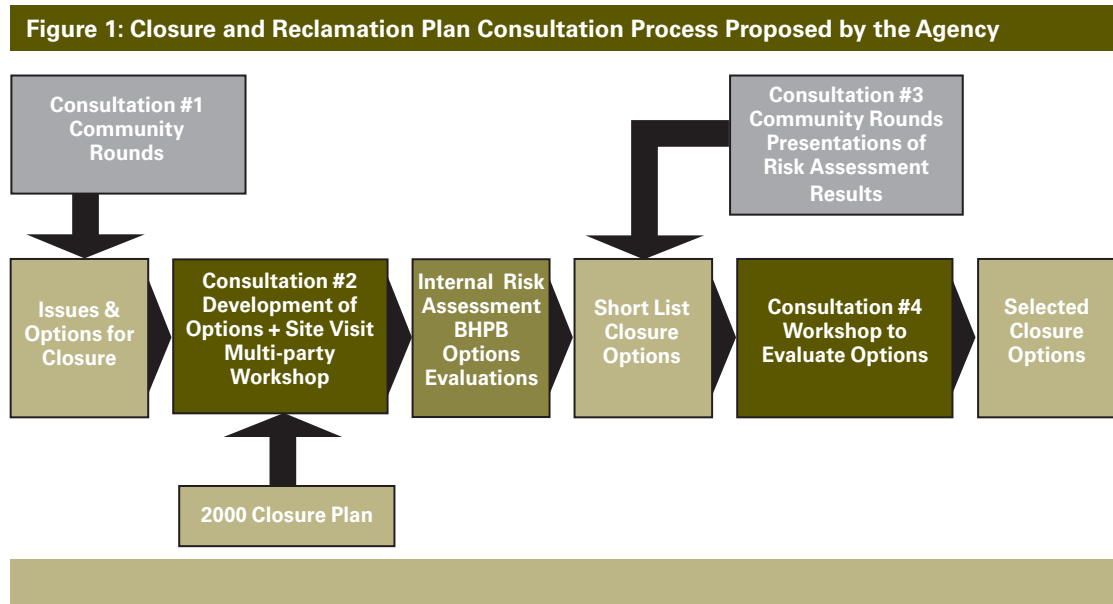 Figure 1: Closure and Reclamation Plan Consultation Process Proposed by the Agency
Consultation #1
Community
Rounds
Consultation #3
Community Rounds
Presentations of
Risk Assessment
Results
Issues &
Options for
Closure
Consultation #2
Development of
Options + Site Visit
Multi-party
Workshop
Internal Risk
Assessment
BHPB
Options
Evaluations
Short List
Closure
Options
Consultation #4
Workshop to
Evaluate Options
Selected
Closure
Options
2000 Closure Plan